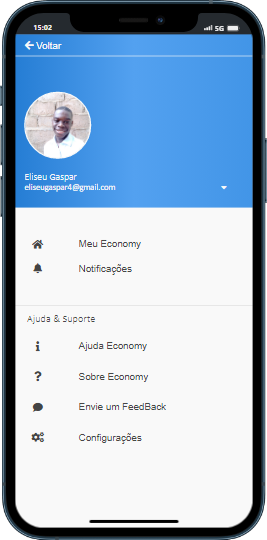 15:02
5G
Voltar
Eliseu Gaspar
eliseugaspar4@gmail.com
Meu Economy
Notificações
Ajuda & Suporte
Ajuda Economy
Sobre Economy
Envie um FeedBack
Configurações